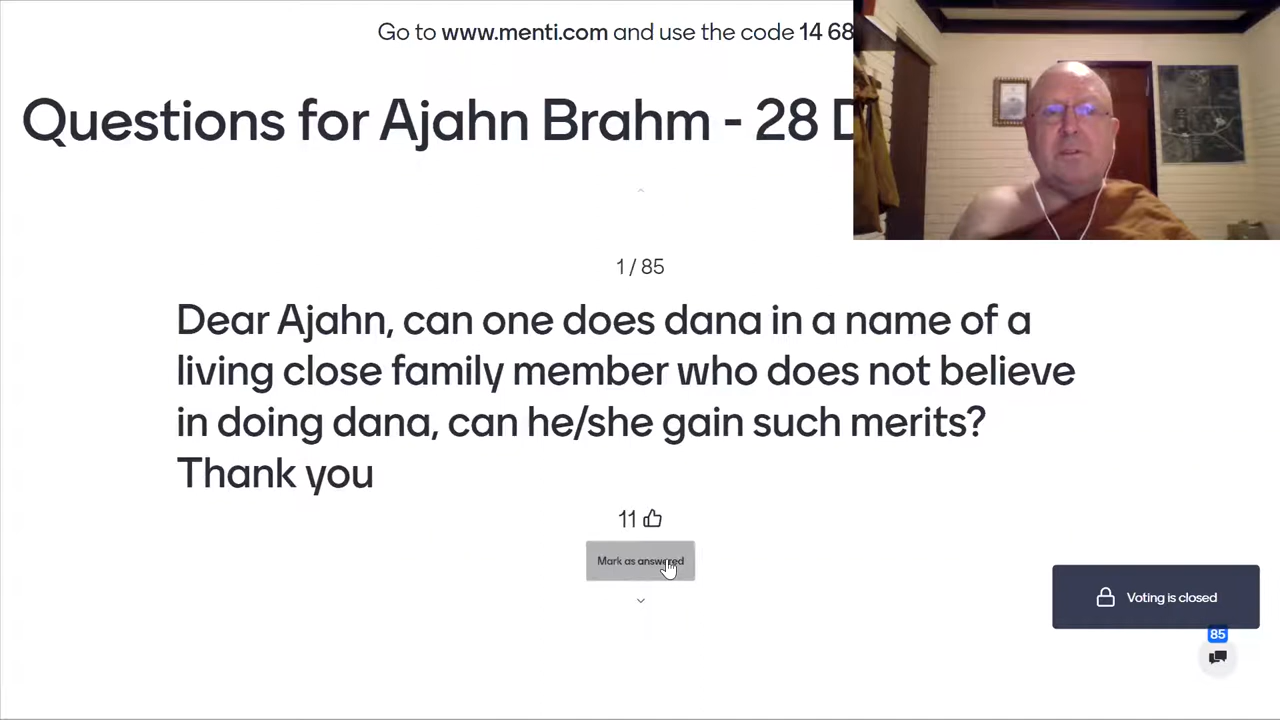 Go to www.menti.com and use the code 14 68
Questions for Ajahn Brahm - 28 D
1 / 85
Dear Ajahn, can one does dana in a name of a
living close family member who does not believe
in doing dana, can he/she gain such merits?
Thank you
11
Mark as answered
Voting is closed
85